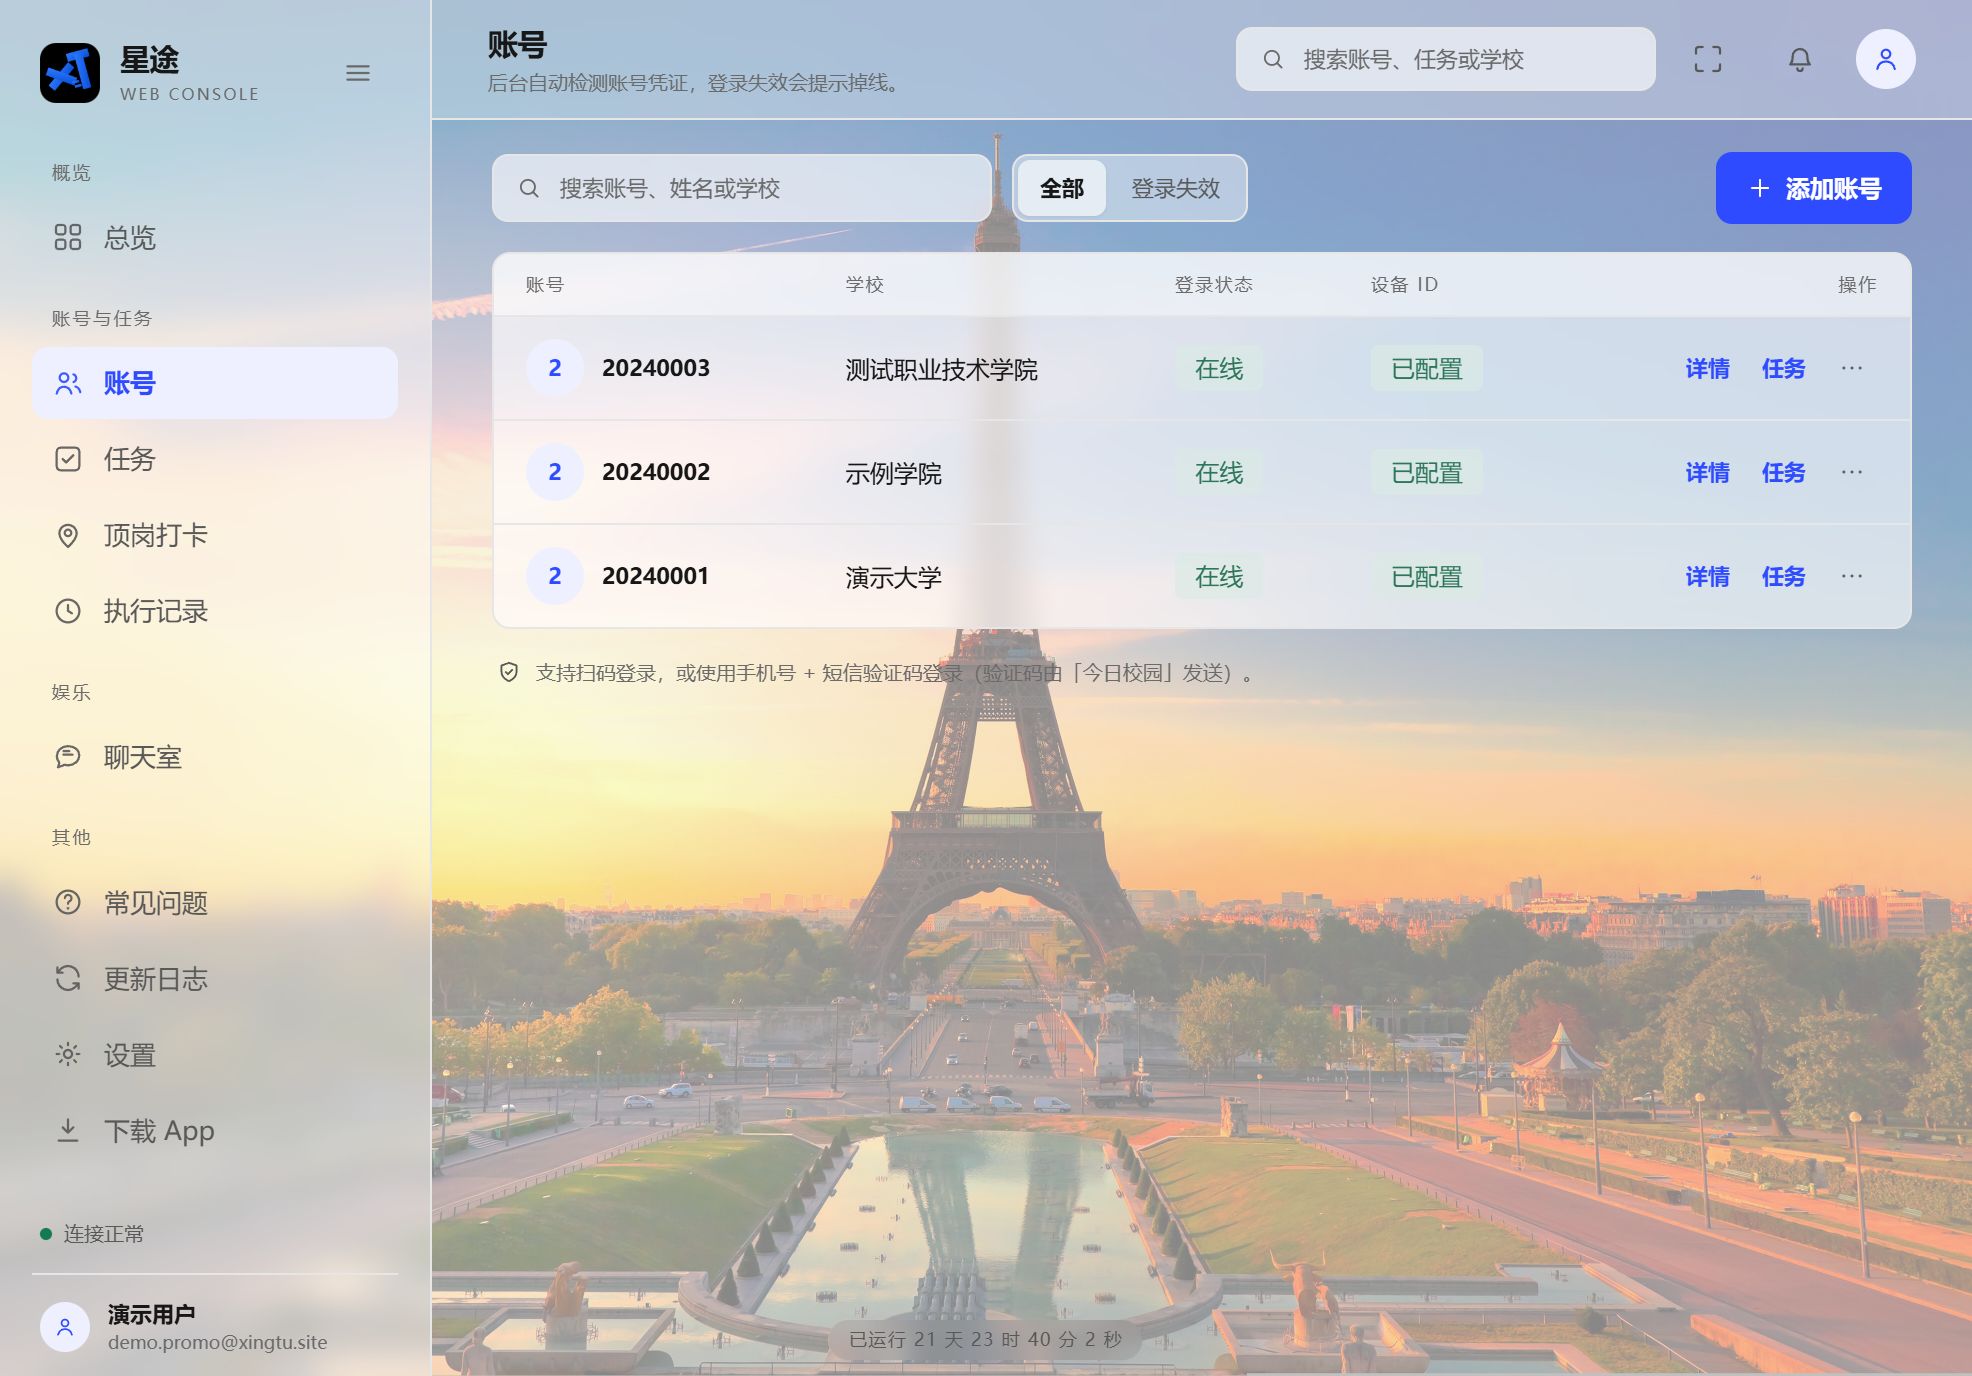 星途
WEB CONSOLE
概览
总览
账号与任务
账号
任务
顶岗打卡
执行记录
娱乐
聊天室
其他
常见问题
更新日志
设置
下载 App
连接正常
演示用户
demo.promo@xingtu.site
账号
后台自动检测账号凭证，登录失效会提示掉线。
搜索账号、任务或学校
搜索账号、姓名或学校
全部 登录失效
添加账号
账号 学校 登录状态 设备 ID 操作
2 20240003 测试职业技术学院 在线 已配置 详情 任务 ···
2 20240002 示例学院 在线 已配置 详情 任务 ···
2 20240001 演示大学 在线 已配置 详情 任务 ···
支持扫码登录，或使用手机号 + 短信验证码登录（验证码由「今日校园」发送）。
已运行 21 天 23 时 40 分 2 秒